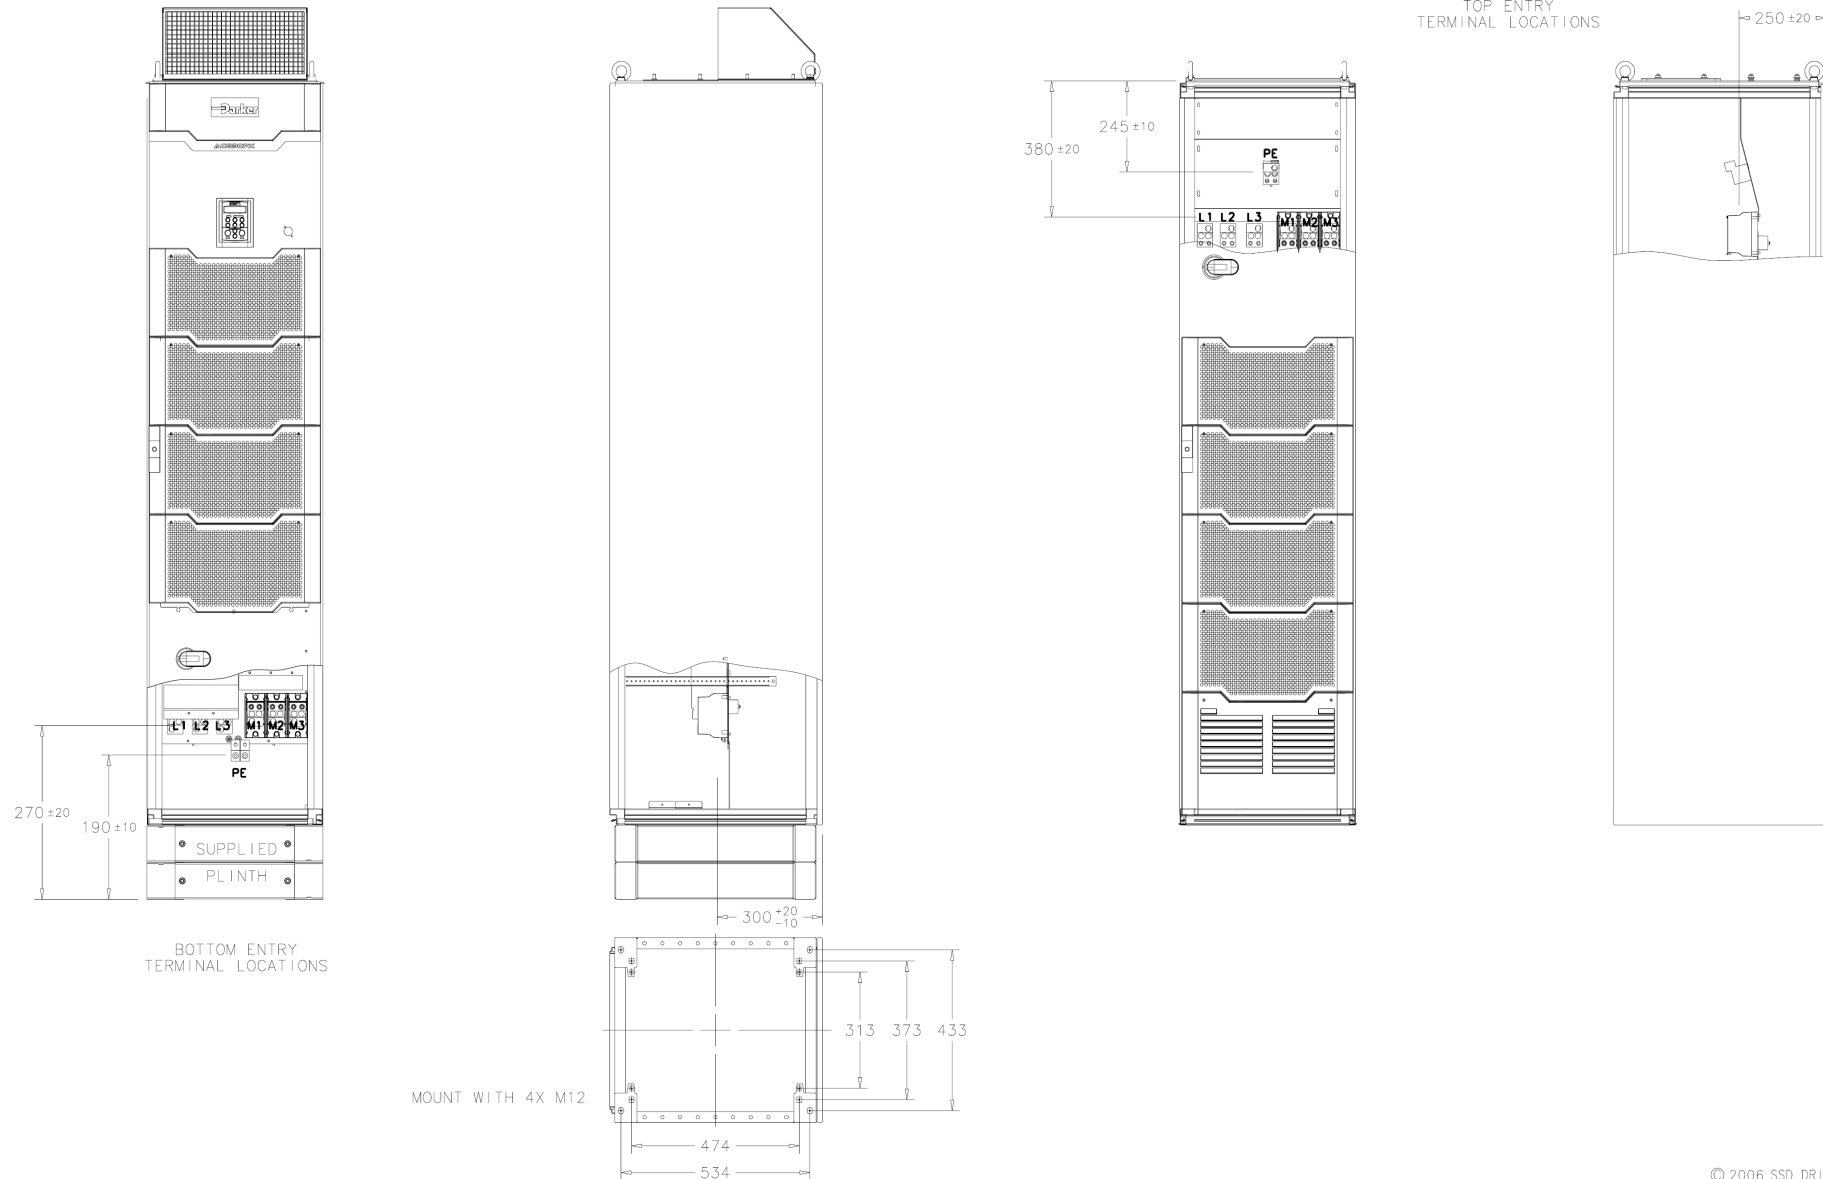 TOP ENTRY
TERMINAL LOCATIONS
250 ±20
Parker
AC890PX
245 ±10
380 ±20
PE
L1 L2 L3 M1 M2 M3
L1 L2 L3 M1 M2 M3
PE
270 ±20
190 ±10
SUPPLIED
PLINTH
300 +20 -10
BOTTOM ENTRY
TERMINAL LOCATIONS
313 373 433
MOUNT WITH 4X M12
474
534
© 2006 SSD DRI